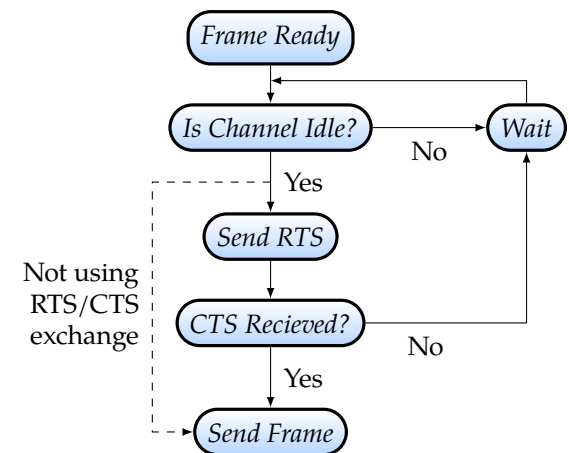 Frame Ready
Is Channel Idle?
Wait
No
Yes
Send RTS
Not using
RTS/CTS
exchange
CTS Recieved?
No
Yes
Send Frame